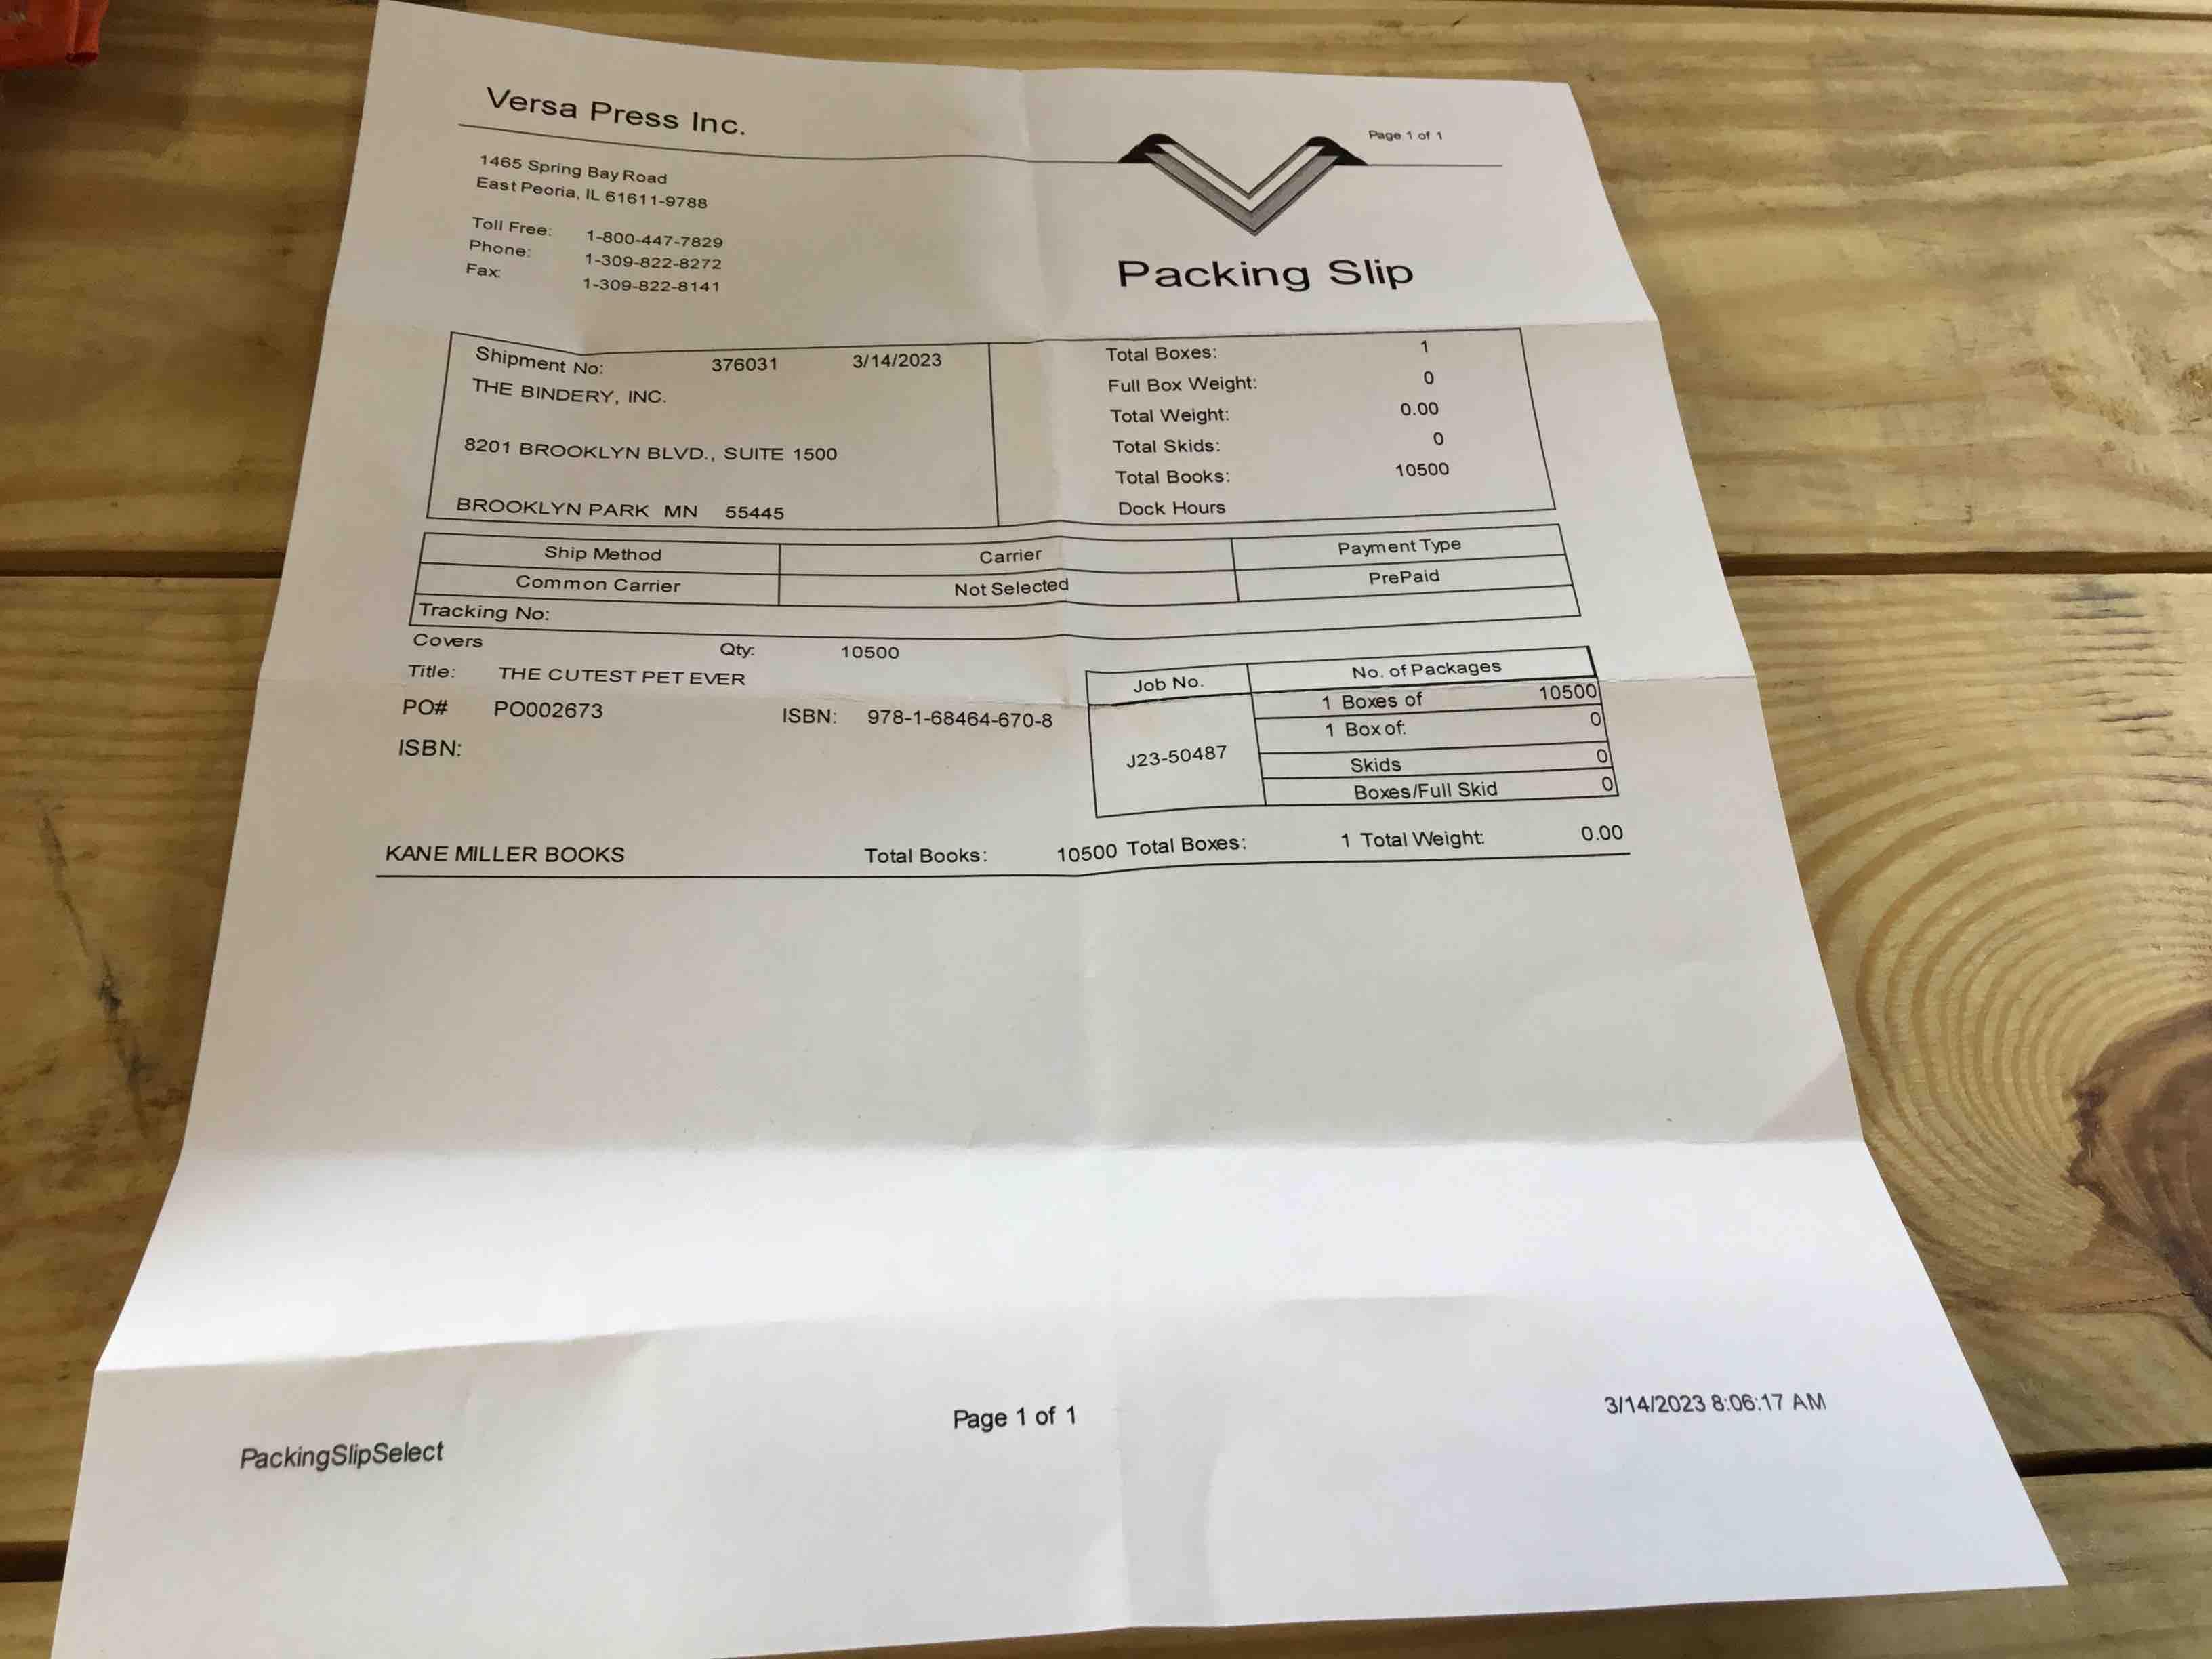 Versa Press Inc.
Page 1 of 1
1465 Spring Bay Road
East Peoria, IL 61611-9788
Toll Free: 1-800-447-7829
Phone: 1-309-822-8272
Fax: 1-309-822-8141
Packing Slip
Shipment No: 376031 3/14/2023
THE BINDERY, INC.
8201 BROOKLYN BLVD., SUITE 1500
BROOKLYN PARK MN 55445
Total Boxes: 1
Full Box Weight: 0
Total Weight: 0.00
Total Skids: 0
Total Books: 10500
Dock Hours
Ship Method Carrier Payment Type
Common Carrier Not Selected PrePaid
Tracking No:
Covers Qty: 10500
Title: THE CUTEST PET EVER
PO# PO002673 ISBN: 978-1-68464-670-8
ISBN:
Job No. No. of Packages
J23-50487
1 Boxes of 10500
1 Box of: 0
Skids 0
Boxes/Full Skid 0
KANE MILLER BOOKS Total Books: 10500 Total Boxes: 1 Total Weight: 0.00
PackingSlipSelect Page 1 of 1 3/14/2023 8:06:17 AM